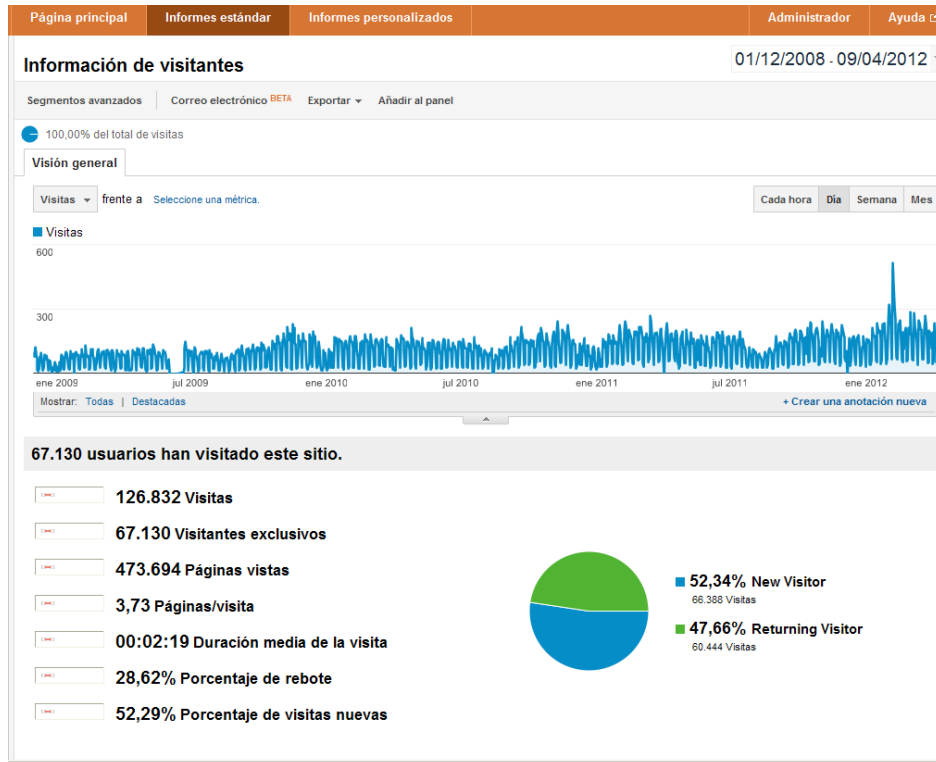 Página principal Informes estándar Informes personalizados Administrador Ayuda
Información de visitantes 01/12/2008 - 09/04/2012
Segmentos avanzados Correo electrónico BETA Exportar Añadir al panel
100,00% del total de visitas
Visión general
Visitas frente a Seleccione una métrica. Cada hora Día Semana Mes
Visitas
600
300
ene 2009 jul 2009 ene 2010 jul 2010 ene 2011 jul 2011 ene 2012
Mostrar: Todas | Destacadas + Crear una anotación nueva
67.130 usuarios han visitado este sitio.
126.832 Visitas
67.130 Visitantes exclusivos
473.694 Páginas vistas
3,73 Páginas/visita
00:02:19 Duración media de la visita
28,62% Porcentaje de rebote
52,29% Porcentaje de visitas nuevas
52,34% New Visitor
66.388 Visitas
47,66% Returning Visitor
60.444 Visitas